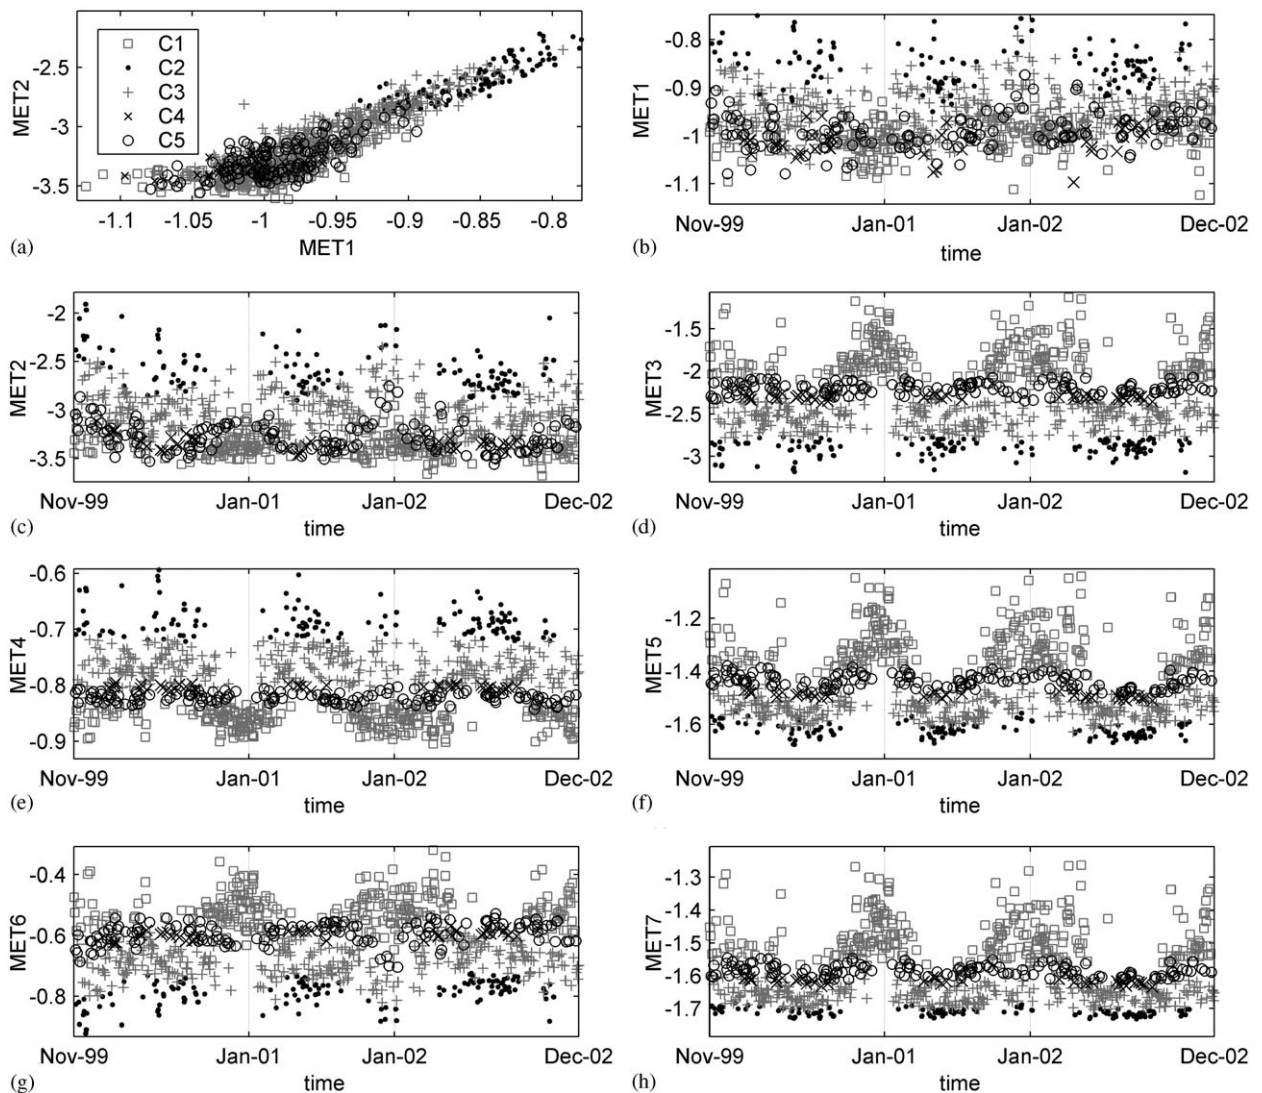 C1
C2
C3
C4
C5
MET2
-2.5
-3
-3.5
-1.1 -1.05 -1 -0.95 -0.9 -0.85 -0.8
MET1
(a)
MET1
-0.8
-0.9
-1
-1.1
Nov-99 Jan-01 Jan-02 Dec-02
time
(b)
MET2
-2
-2.5
-3
-3.5
Nov-99 Jan-01 Jan-02 Dec-02
time
(c)
MET3
-1.5
-2
-2.5
-3
Nov-99 Jan-01 Jan-02 Dec-02
time
(d)
MET4
-0.6
-0.7
-0.8
-0.9
Nov-99 Jan-01 Jan-02 Dec-02
time
(e)
MET5
-1.2
-1.4
-1.6
Nov-99 Jan-01 Jan-02 Dec-02
time
(f)
MET6
-0.4
-0.6
-0.8
Nov-99 Jan-01 Jan-02 Dec-02
time
(g)
MET7
-1.3
-1.4
-1.5
-1.6
-1.7
Nov-99 Jan-01 Jan-02 Dec-02
time
(h)